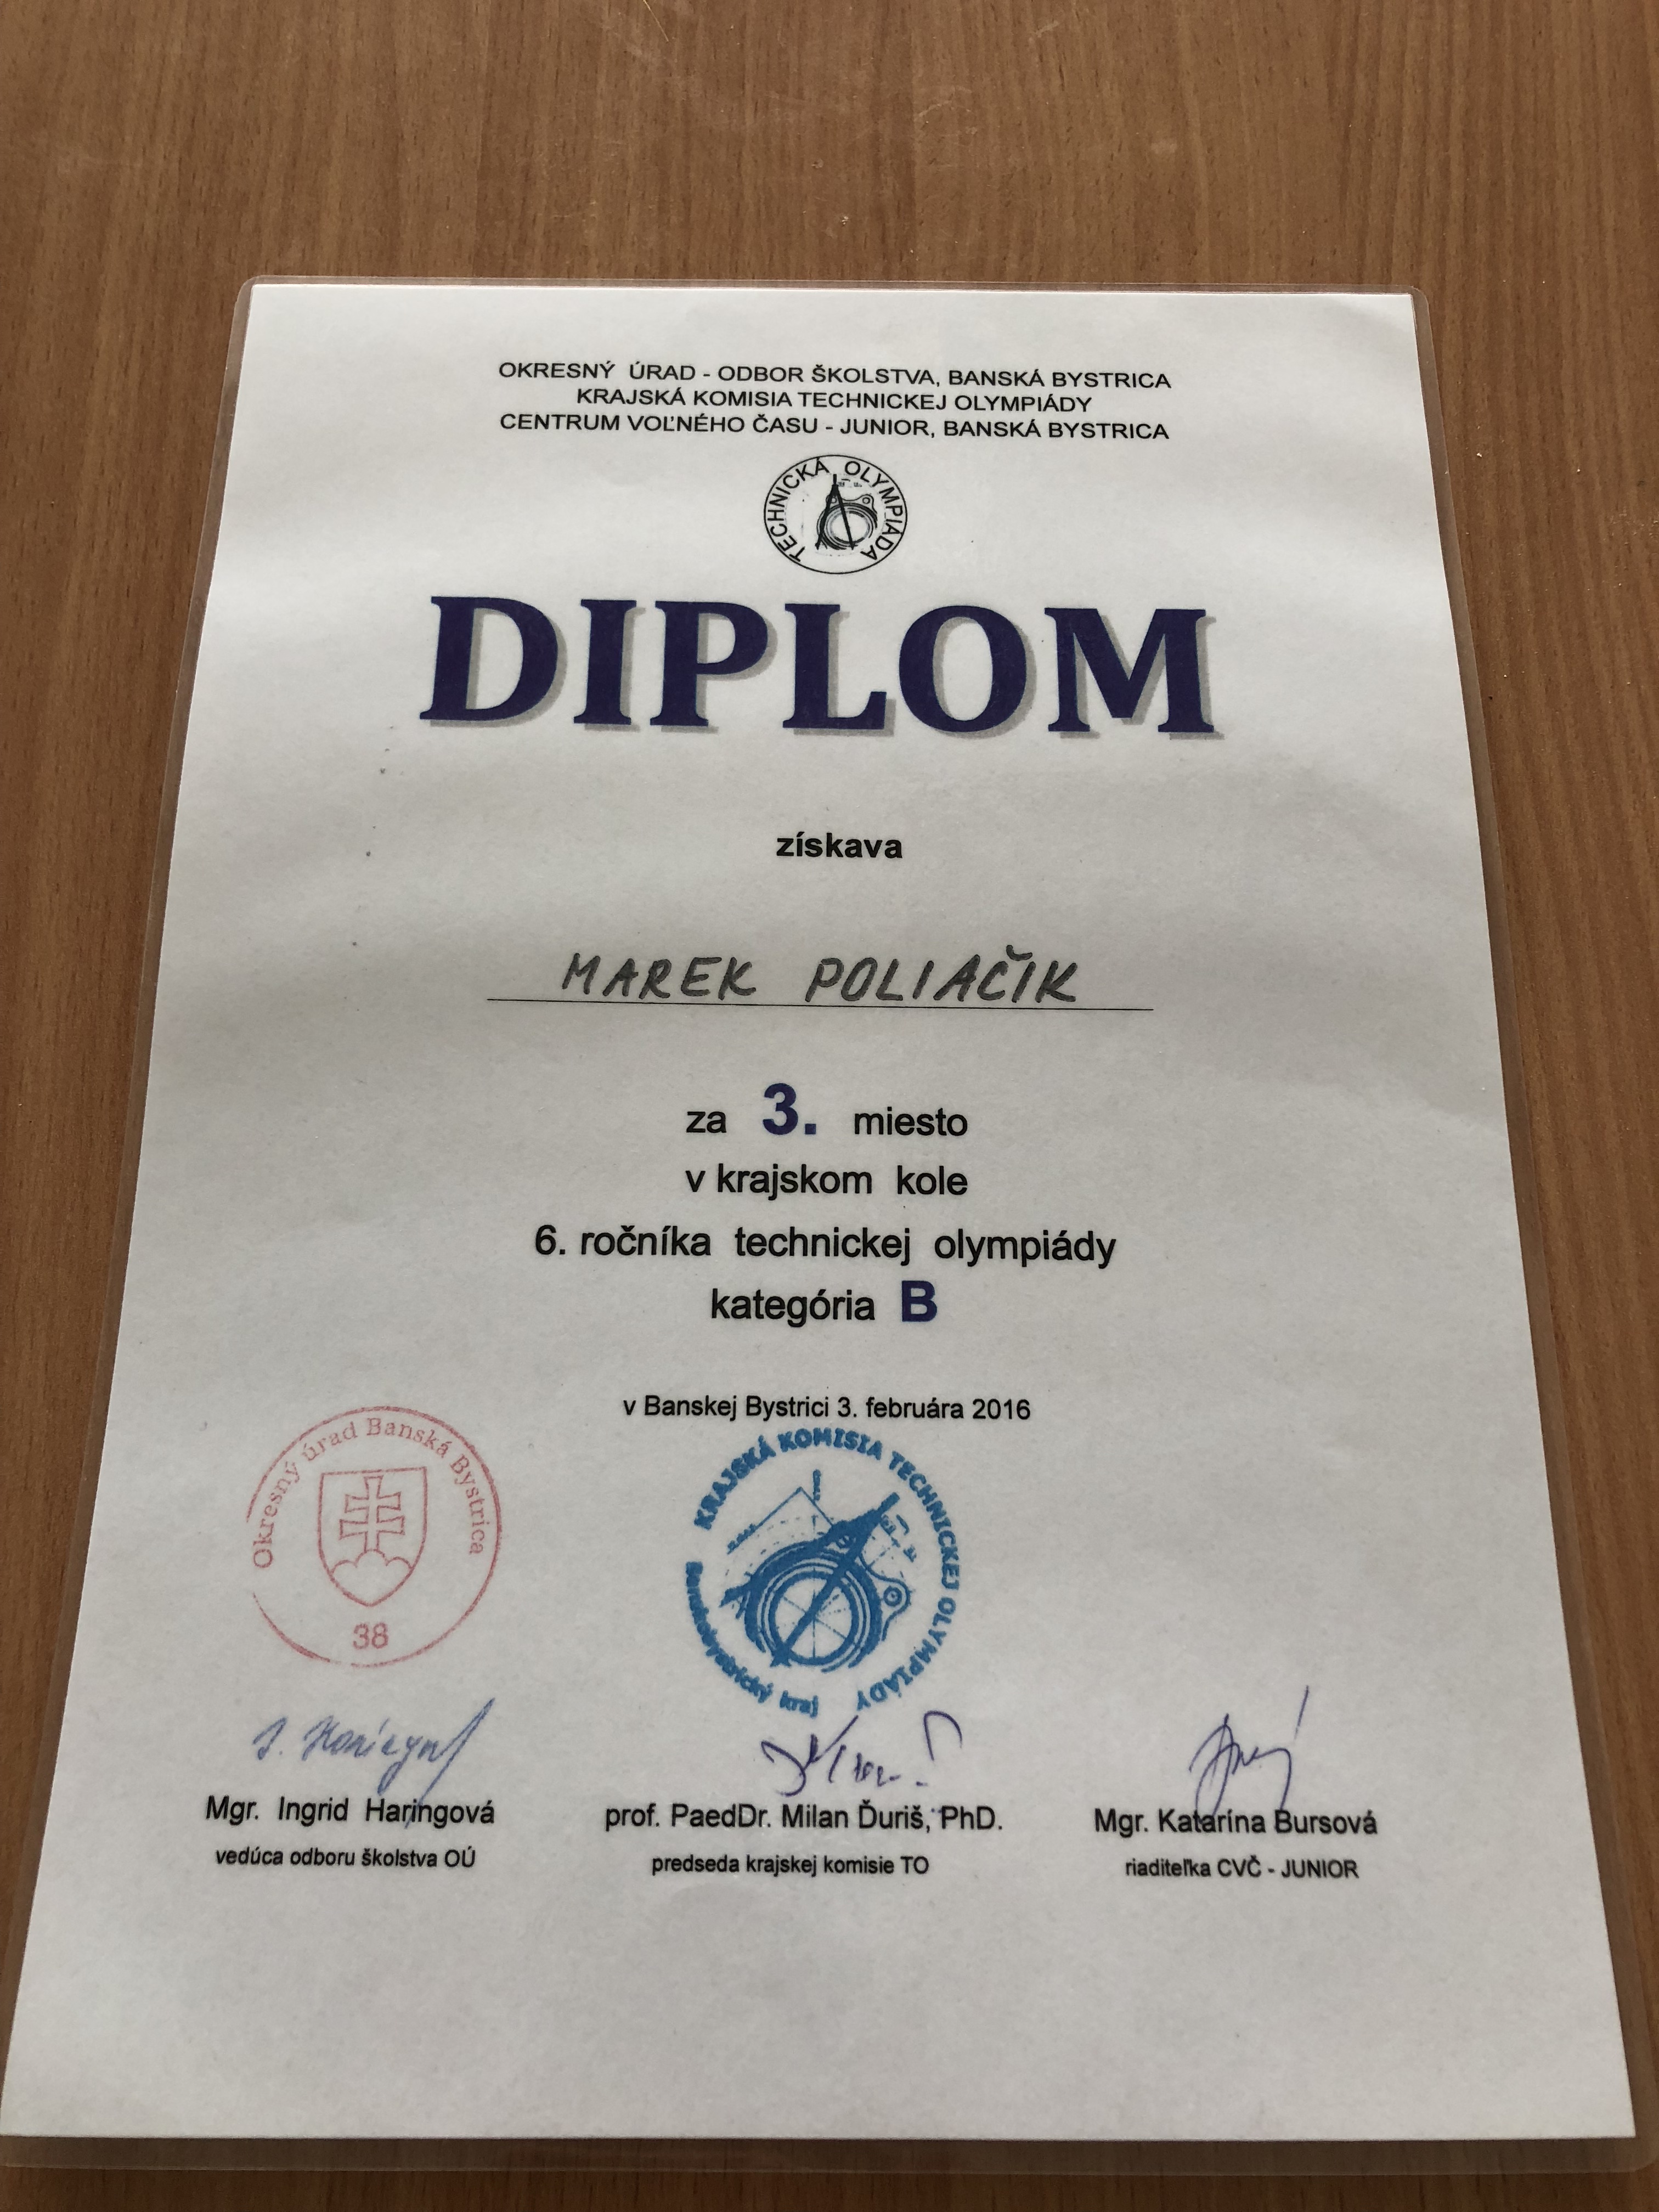 OKRESNÝ ÚRAD - ODBOR ŠKOLSTVA, BANSKÁ BYSTRICA
KRAJSKÁ KOMISIA TECHNICKEJ OLYMPIÁDY
CENTRUM VOĽNÉHO ČASU - JUNIOR, BANSKÁ BYSTRICA
TECHNICKÁ OLYMPIÁDA
DIPLOM
získava
MAREK POLIAČIK
za 3. miesto
v krajskom kole
6. ročníka technickej olympiády
kategória B
v Banskej Bystrici 3. februára 2016
Okresný úrad Banská Bystrica
38
KRAJSKÁ KOMISIA TECHNICKEJ OLYMPIÁDY
Banskobystrický kraj
Mgr. Ingrid Haringová
vedúca odboru školstva OÚ
prof. PaedDr. Milan Ďuriš, PhD.
predseda krajskej komisie TO
Mgr. Katarína Bursová
riaditeľka CVČ - JUNIOR